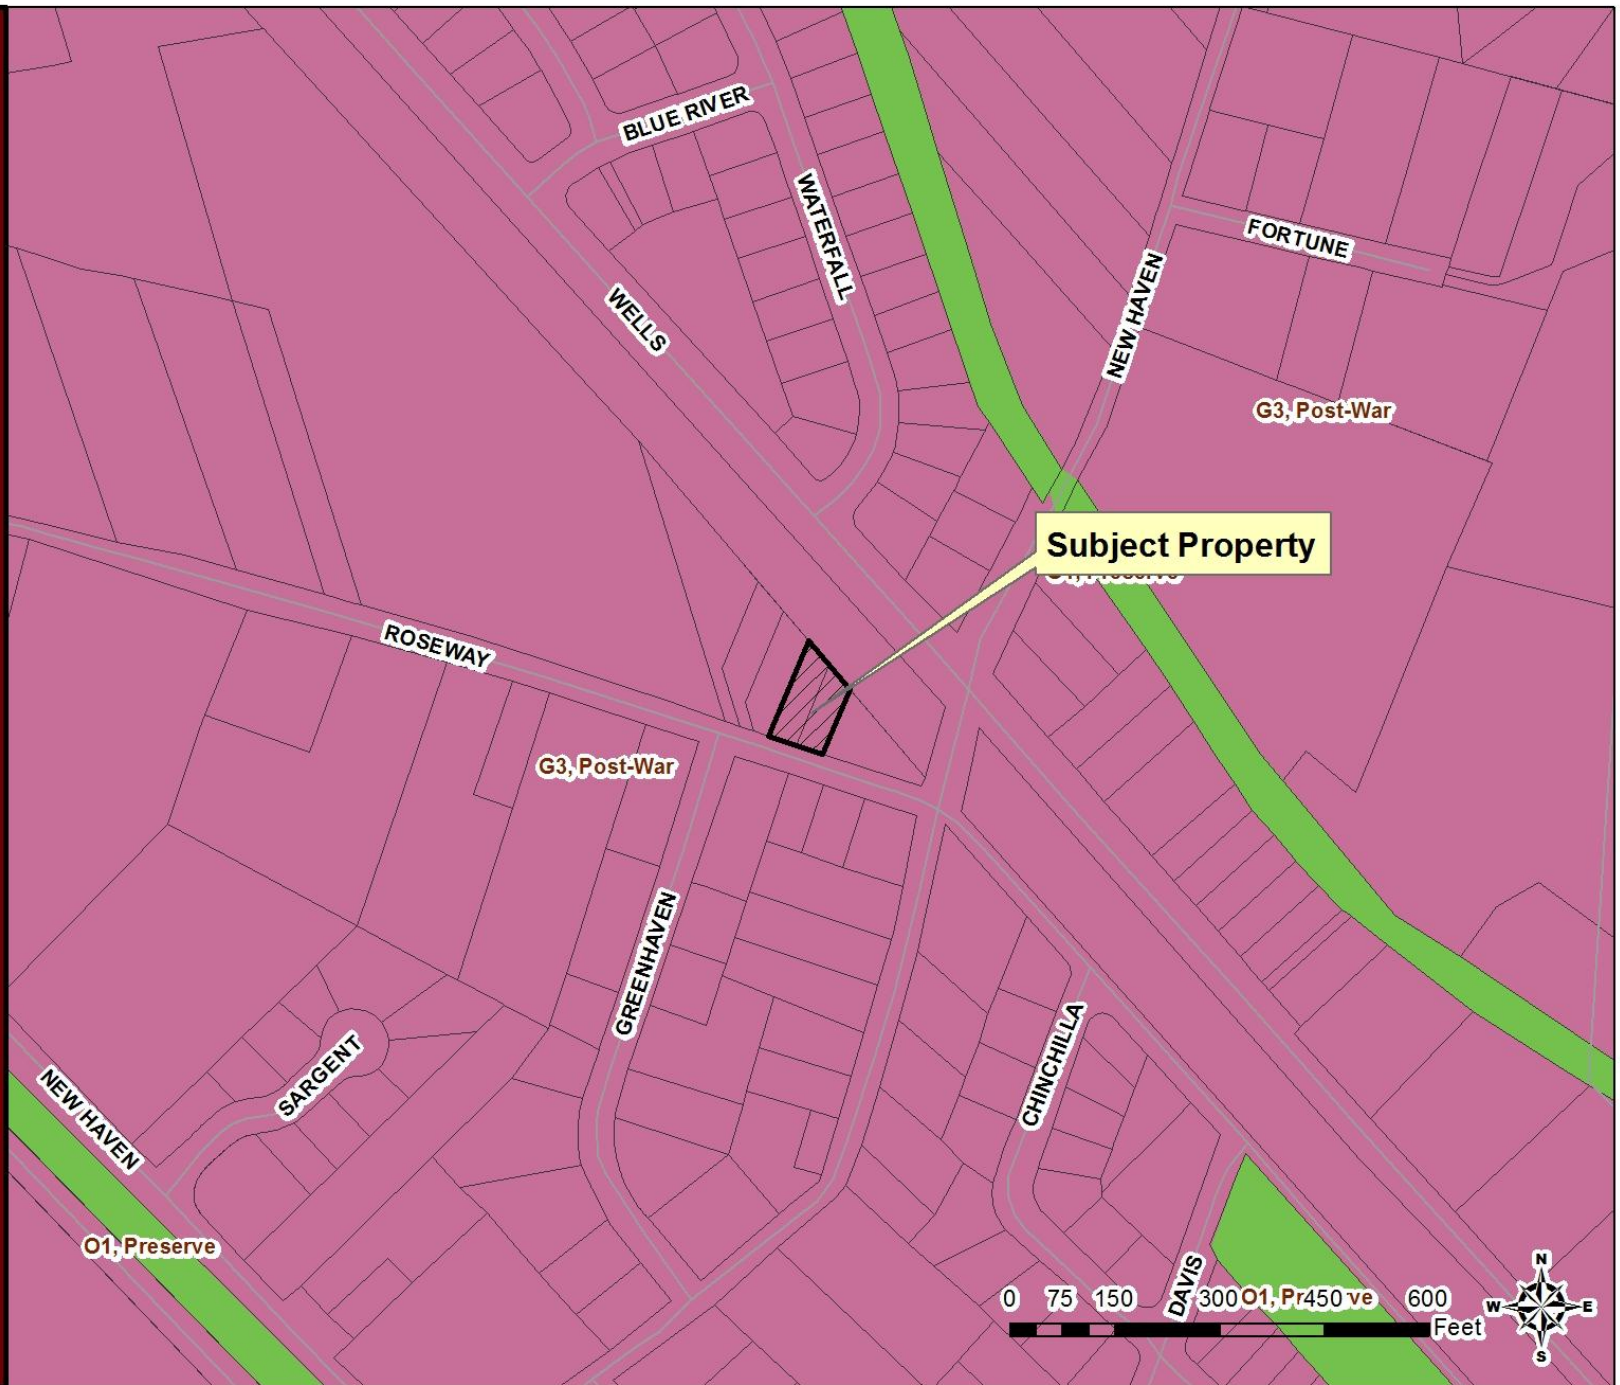 BLUE RIVER
WATERFALL
FORTUNE
NEW HAVEN
WELLS
G3, Post-War
Subject Property
ROSEWAY
G3, Post-War
GREENHAVEN
CHINCHILLA
SARGENT
NEW HAVEN
O1, Preserve
DAVIS
O1,
0 75 150 300 450 600
Feet
N
W E
S